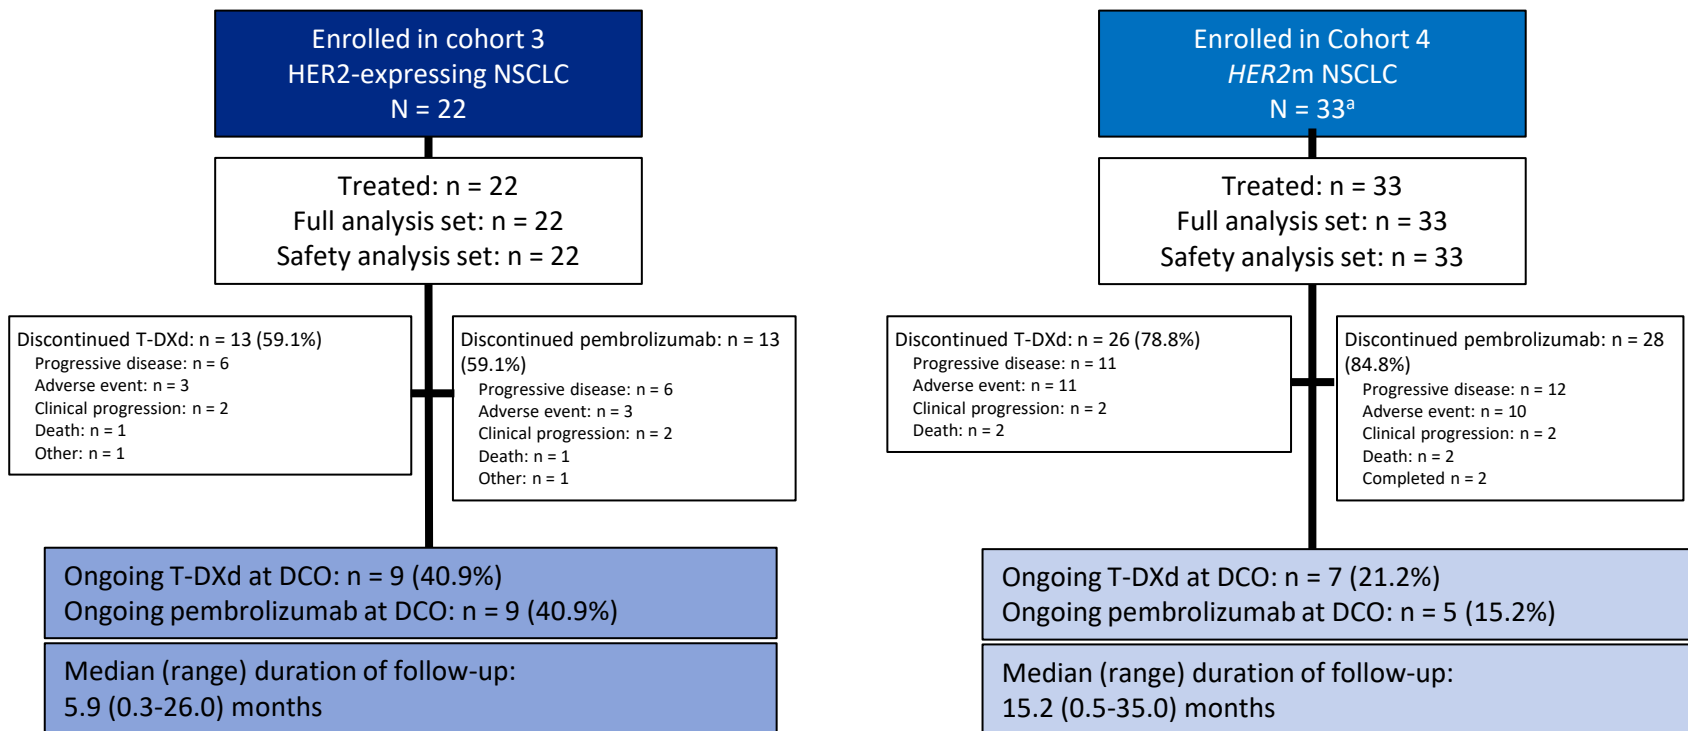 Enrolled in cohort 3
HER2-expressing NSCLC
N = 22
Treated: n = 22
Full analysis set: n = 22
Safety analysis set: n = 22
Discontinued T-DXd: n = 13 (59.1%)
Progressive disease: n = 6
Adverse event: n = 3
Clinical progression: n = 2
Death: n = 1
Other: n = 1
Discontinued pembrolizumab: n = 13
(59.1%)
Progressive disease: n = 6
Adverse event: n = 3
Clinical progression: n = 2
Death: n = 1
Other: n = 1
Ongoing T-DXd at DCO: n = 9 (40.9%)
Ongoing pembrolizumab at DCO: n = 9 (40.9%)
Median (range) duration of follow-up:
5.9 (0.3-26.0) months
Enrolled in Cohort 4
HER2m NSCLC
N = 33ᵃ
Treated: n = 33
Full analysis set: n = 33
Safety analysis set: n = 33
Discontinued T-DXd: n = 26 (78.8%)
Progressive disease: n = 11
Adverse event: n = 11
Clinical progression: n = 2
Death: n = 2
Discontinued pembrolizumab: n = 28
(84.8%)
Progressive disease: n = 12
Adverse event: n = 10
Clinical progression: n = 2
Death: n = 2
Completed n = 2
Ongoing T-DXd at DCO: n = 7 (21.2%)
Ongoing pembrolizumab at DCO: n = 5 (15.2%)
Median (range) duration of follow-up:
15.2 (0.5-35.0) months